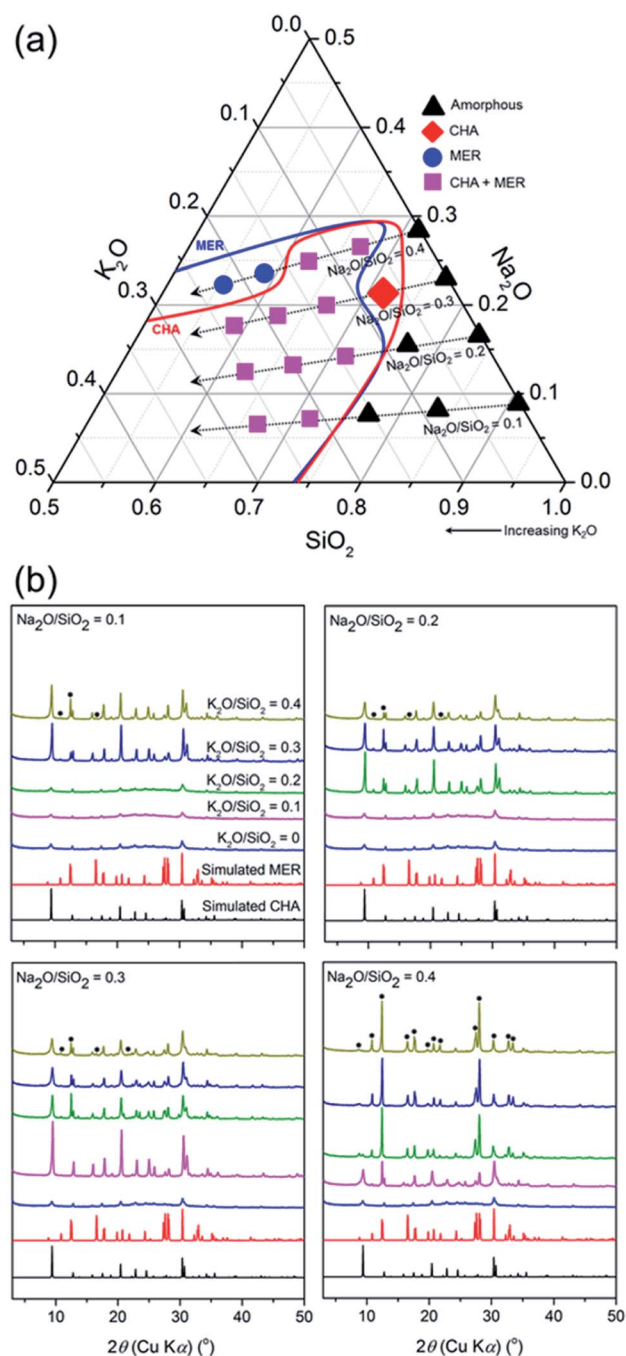 (a)
0.0
0.5
Amorphous
CHA
MER
CHA + MER
0.1
0.4
0.2
0.3
MER
Na₂O/SiO₂ = 0.4
K₂O
Na₂O
0.3
0.2
CHA
Na₂O/SiO₂ = 0.3
0.4
Na₂O/SiO₂ = 0.2
0.1
Na₂O/SiO₂ = 0.1
0.5
0.0
0.5
0.6
0.7
0.8
0.9
1.0
SiO₂
Increasing K₂O
(b)
Na₂O/SiO₂ = 0.1
K₂O/SiO₂ = 0.4
K₂O/SiO₂ = 0.3
K₂O/SiO₂ = 0.2
K₂O/SiO₂ = 0.1
K₂O/SiO₂ = 0
Simulated MER
Simulated CHA
Na₂O/SiO₂ = 0.2
Na₂O/SiO₂ = 0.3
Na₂O/SiO₂ = 0.4
10 20 30 40 50
10 20 30 40 50
2θ (Cu Kα) (°)
2θ (Cu Kα) (°)